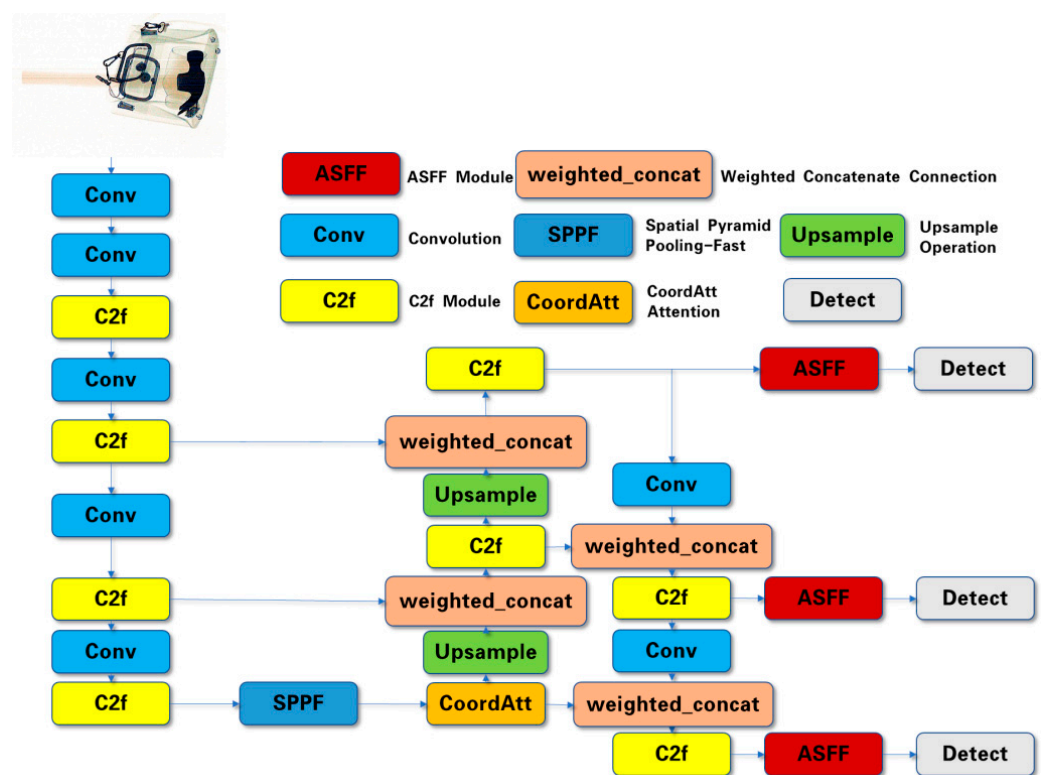 Conv
Conv
C2f
Conv
C2f
Conv
C2f
Conv
C2f
ASFF
ASFF Module
weighted_concat
Weighted Concatenate Connection
Conv
Convolution
SPPF
Spatial Pyramid
Pooling-Fast
Upsample
Upsample
Operation
C2f
C2f Module
CoordAtt
CoordAtt
Attention
Detect
C2f
ASFF
Detect
weighted_concat
Upsample
Conv
C2f
weighted_concat
weighted_concat
C2f
ASFF
Detect
Upsample
Conv
SPPF
CoordAtt
weighted_concat
C2f
ASFF
Detect